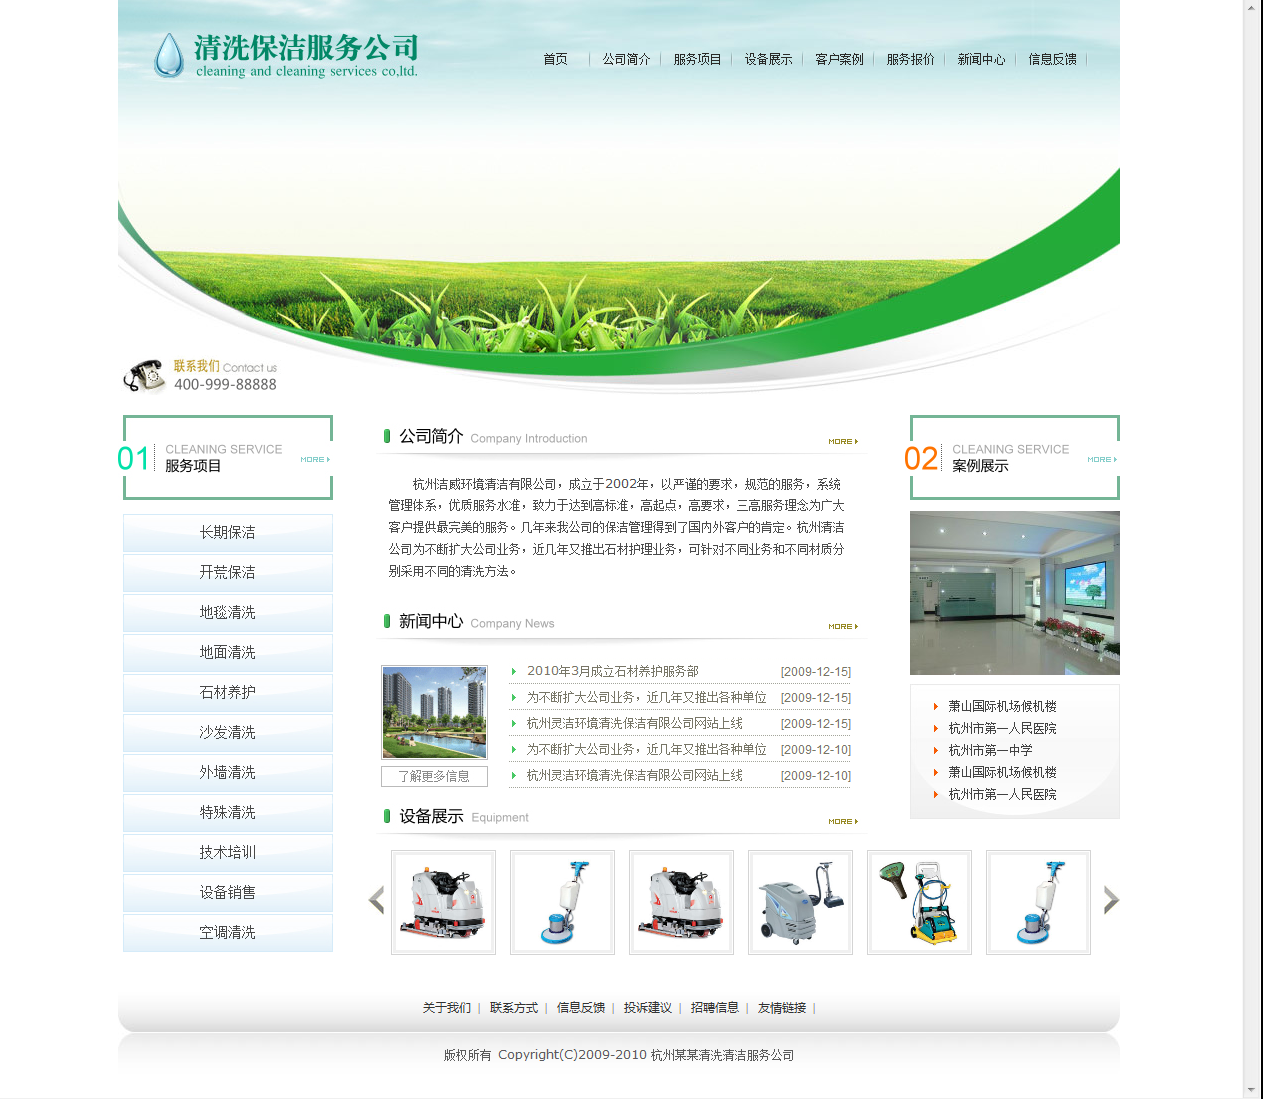 清洗保洁服务公司
cleaning and cleaning services co,ltd.
首页 公司简介 服务项目 设备展示 客户案例 服务报价 新闻中心 信息反馈
联系我们 Contact us
400-999-88888
01 CLEANING SERVICE
服务项目 MORE
长期保洁
开荒保洁
地毯清洗
地面清洗
石材养护
沙发清洗
外墙清洗
特殊清洗
技术培训
设备销售
空调清洗
公司简介 Company Introduction MORE
杭州洁威环境清洁有限公司，成立于2002年，以严谨的要求，规范的服务，系统
管理体系，优质服务水准，致力于达到高标准，高起点，高要求，三高服务理念为广大
客户提供最完美的服务。几年来我公司的保洁管理得到了国内外客户的肯定。杭州清洁
公司为不断扩大公司业务，近几年又推出石材护理业务，可针对不同业务和不同材质分
别采用不同的清洗方法。
新闻中心 Company News MORE
了解更多信息
2010年3月成立石材养护服务部 [2009-12-15]
为不断扩大公司业务，近几年又推出各种单位 [2009-12-15]
杭州灵洁环境清洗保洁有限公司网站上线 [2009-12-15]
为不断扩大公司业务，近几年又推出各种单位 [2009-12-10]
杭州灵洁环境清洗保洁有限公司网站上线 [2009-12-10]
设备展示 Equipment MORE
02 CLEANING SERVICE
案例展示 MORE
萧山国际机场候机楼
杭州市第一人民医院
杭州市第一中学
萧山国际机场候机楼
杭州市第一人民医院
关于我们 | 联系方式 | 信息反馈 | 投诉建议 | 招聘信息 | 友情链接 |
版权所有 Copyright(C)2009-2010 杭州某某清洗清洁服务公司